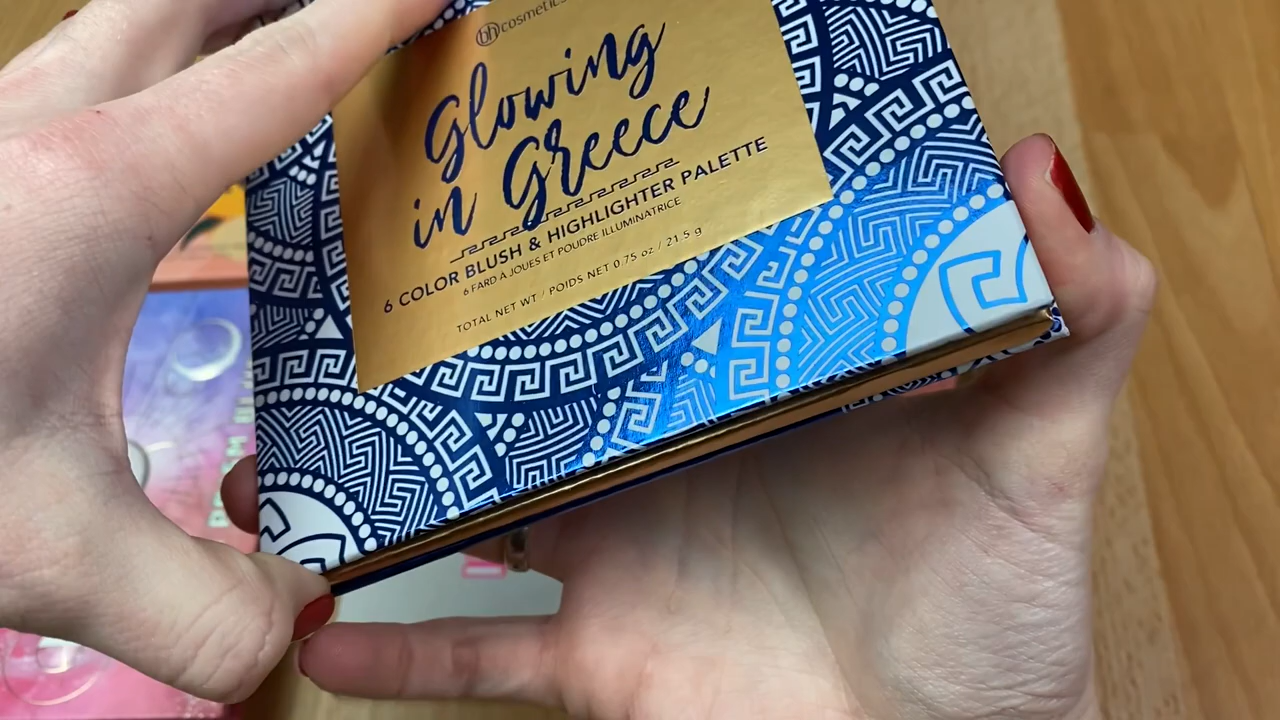 bh cosmetics
Glowing
in Greece
6 COLOR BLUSH & HIGHLIGHTER PALETTE
6 FARD À JOUES ET POUDRE ILLUMINATRICE
TOTAL NET WT / POIDS NET 0.75 oz / 21.5 g